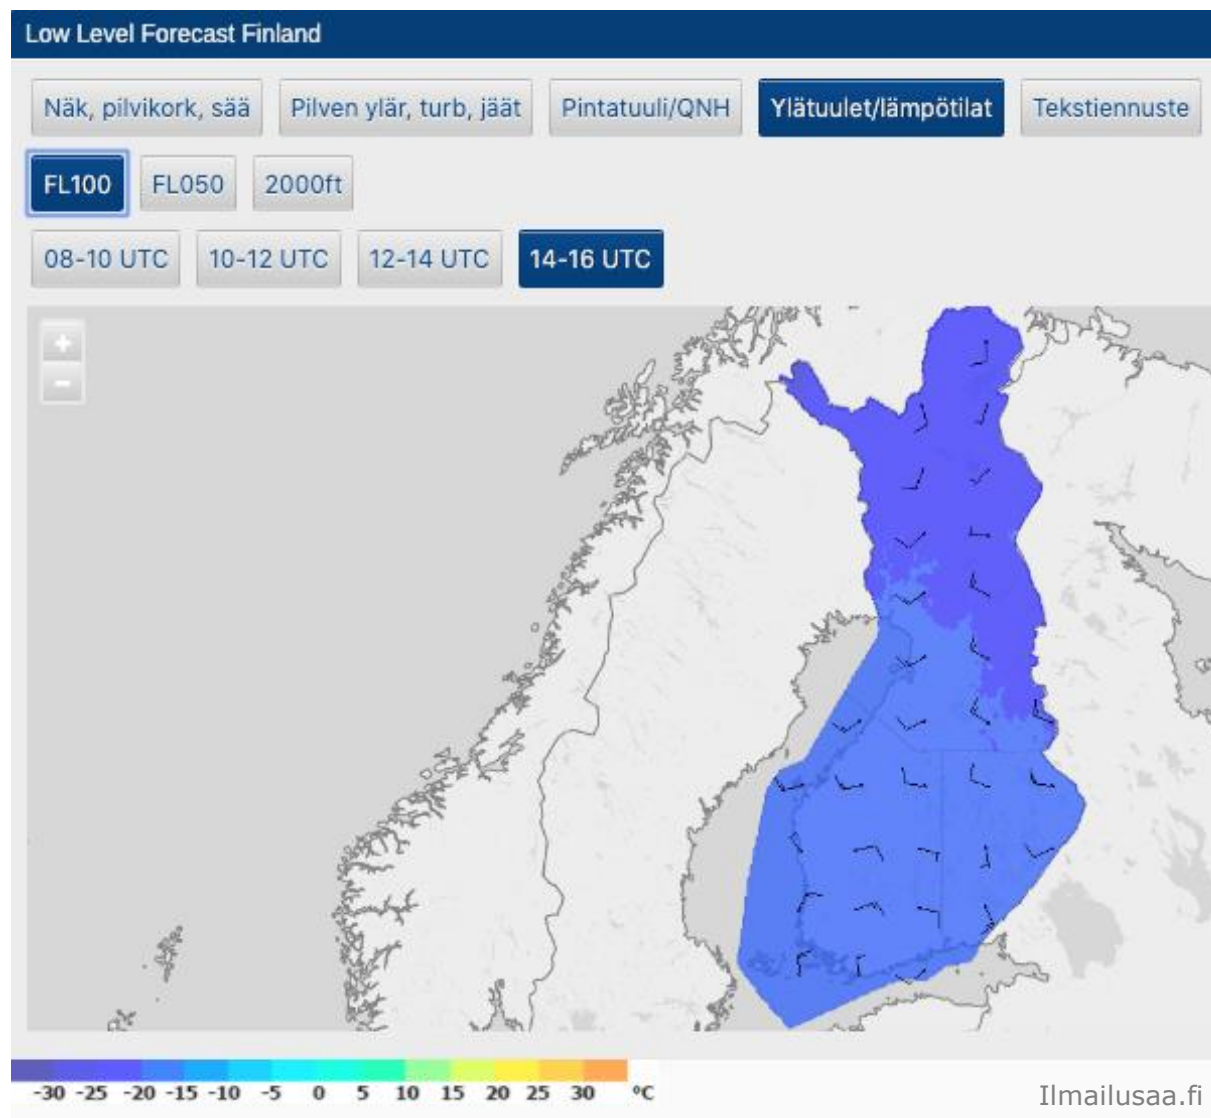 Low Level Forecast Finland
Näk, pilvikork, sää Pilven ylär, turb, jäät Pintatuuli/QNH Ylätuulet/lämpötilat Tekstiennuste
FL100 FL050 2000ft
08-10 UTC 10-12 UTC 12-14 UTC 14-16 UTC
+
-
-30 -25 -20 -15 -10 -5 0 5 10 15 20 25 30 ºC
Ilmailusaa.fi